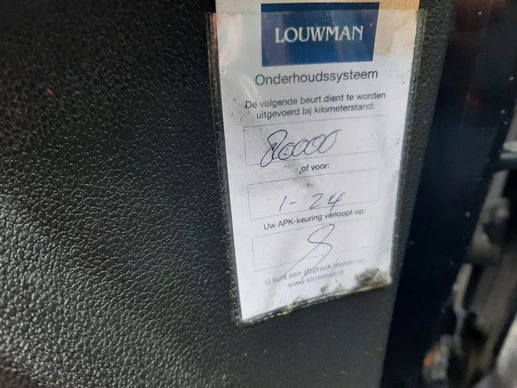 LOUWMAN
Onderhoudssysteem
De volgende beurt dient te worden
uitgevoerd bij kilometerstand:
80000
of voor:
1-24
Uw APK-keuring verloopt op:
U kunt een afspraak maken op
www.louwman.nl